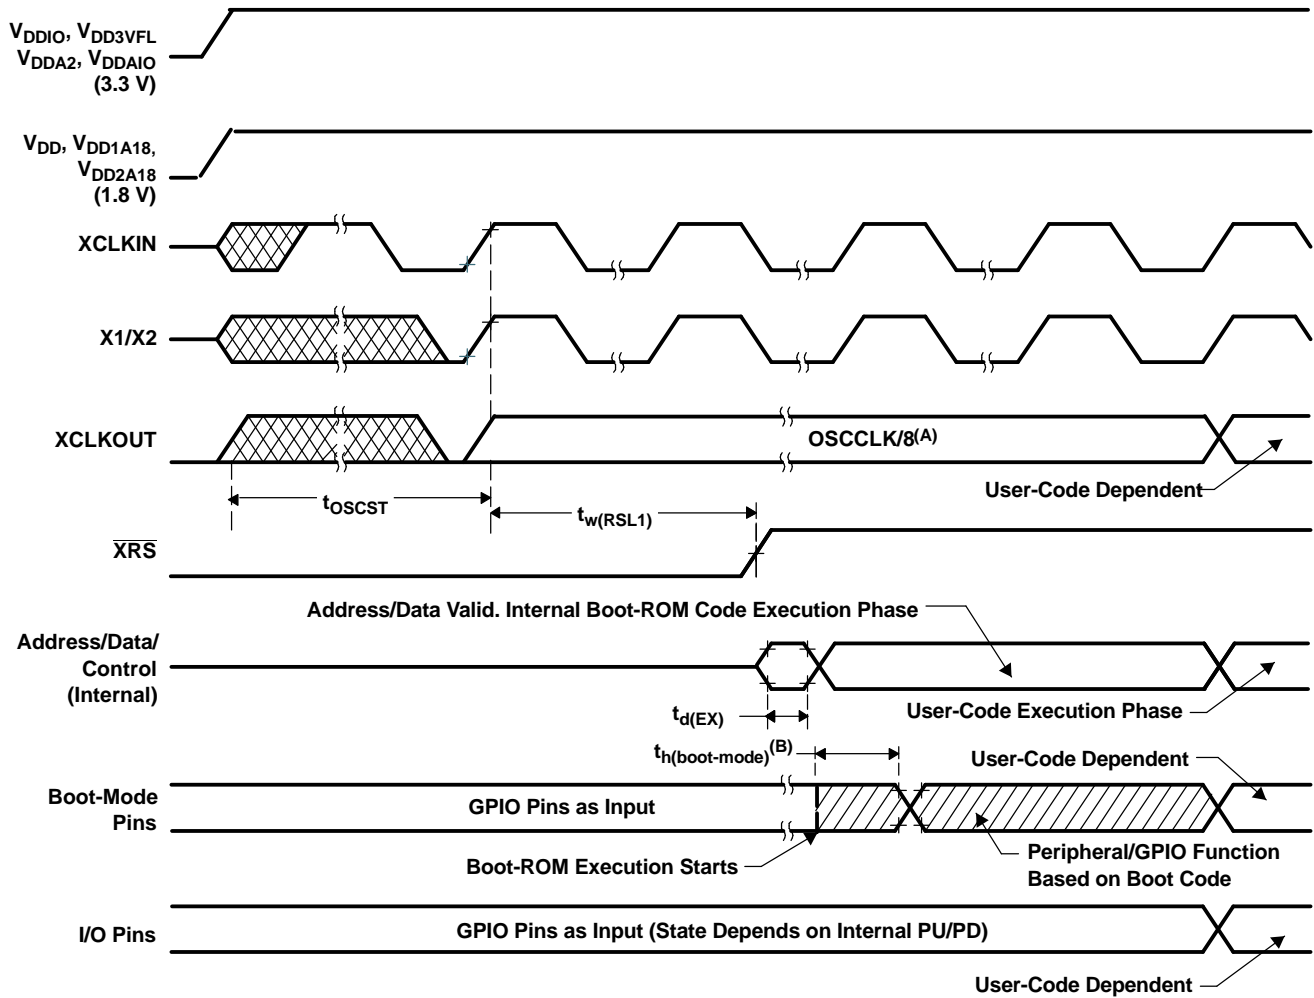 VDDIO, VDD3VFL
VDDA2, VDDAIO
(3.3 V)
VDD, VDD1A18,
VDD2A18
(1.8 V)
XCLKIN
X1/X2
XCLKOUT
OSCCLK/8(A)
User-Code Dependent
tOSCST
tw(RSL1)
XRS
Address/Data Valid. Internal Boot-ROM Code Execution Phase
Address/Data/
Control
(Internal)
td(EX)
User-Code Execution Phase
th(boot-mode)(B)
User-Code Dependent
Boot-Mode
Pins
GPIO Pins as Input
Boot-ROM Execution Starts
Peripheral/GPIO Function
Based on Boot Code
I/O Pins
GPIO Pins as Input (State Depends on Internal PU/PD)
User-Code Dependent